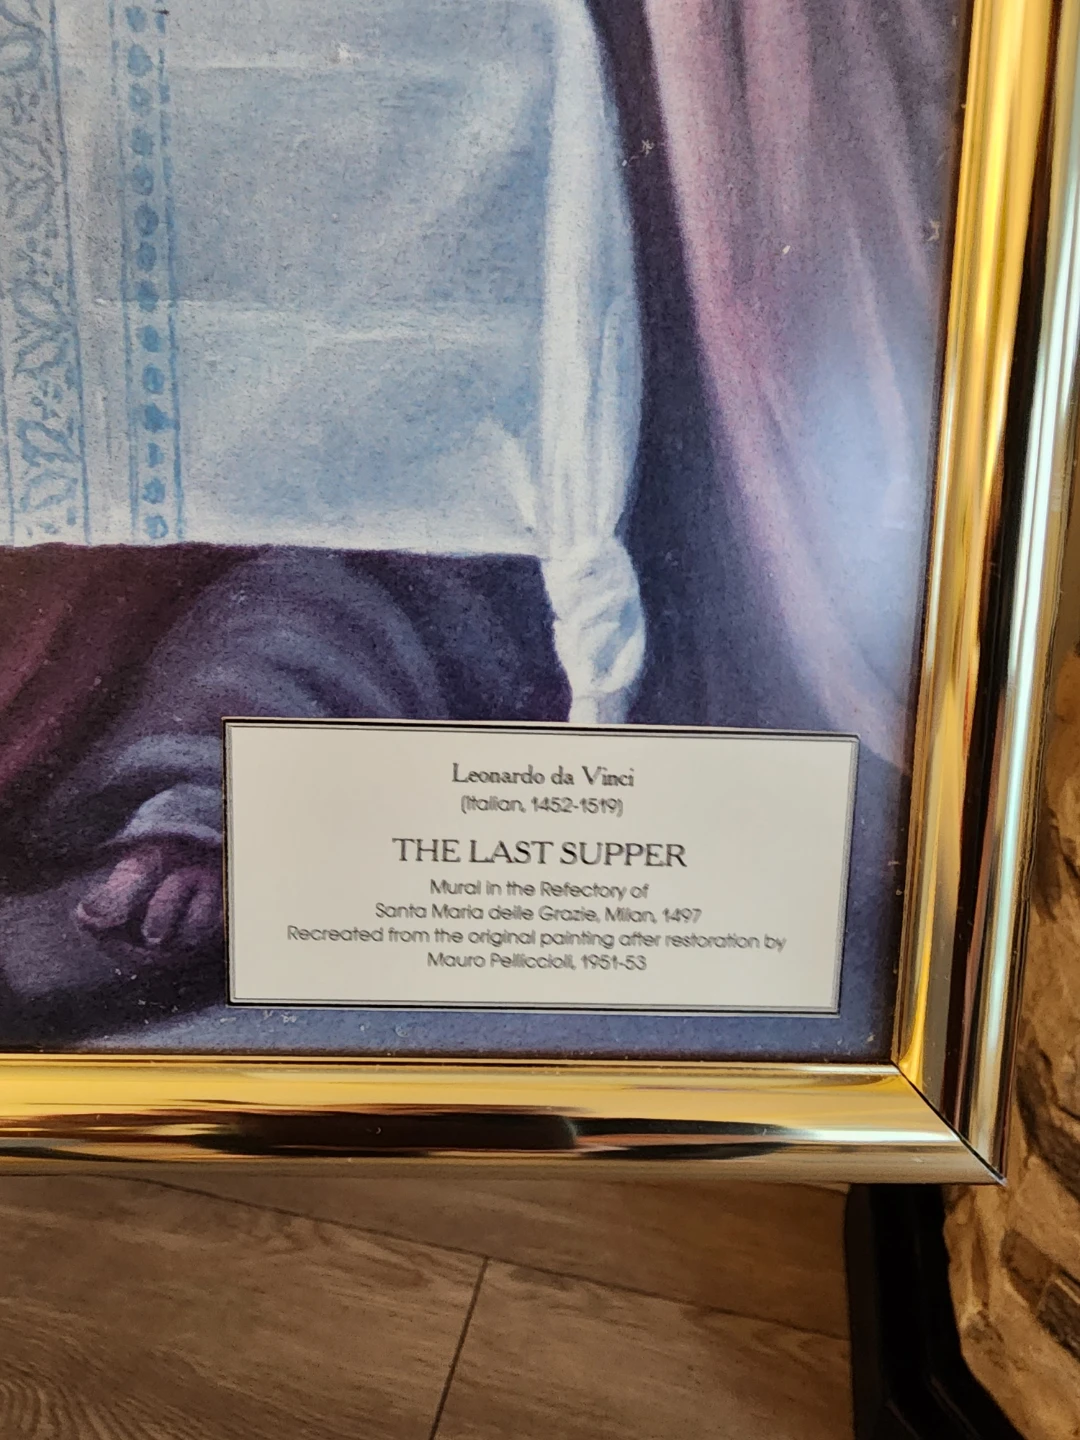 Leonardo da Vinci
(Italian, 1452-1519)
THE LAST SUPPER
Mural in the Refectory of
Santa Maria delle Grazie, Milan, 1497
Recreated from the original painting after restoration by
Mauro Pelliccioli, 1951-53